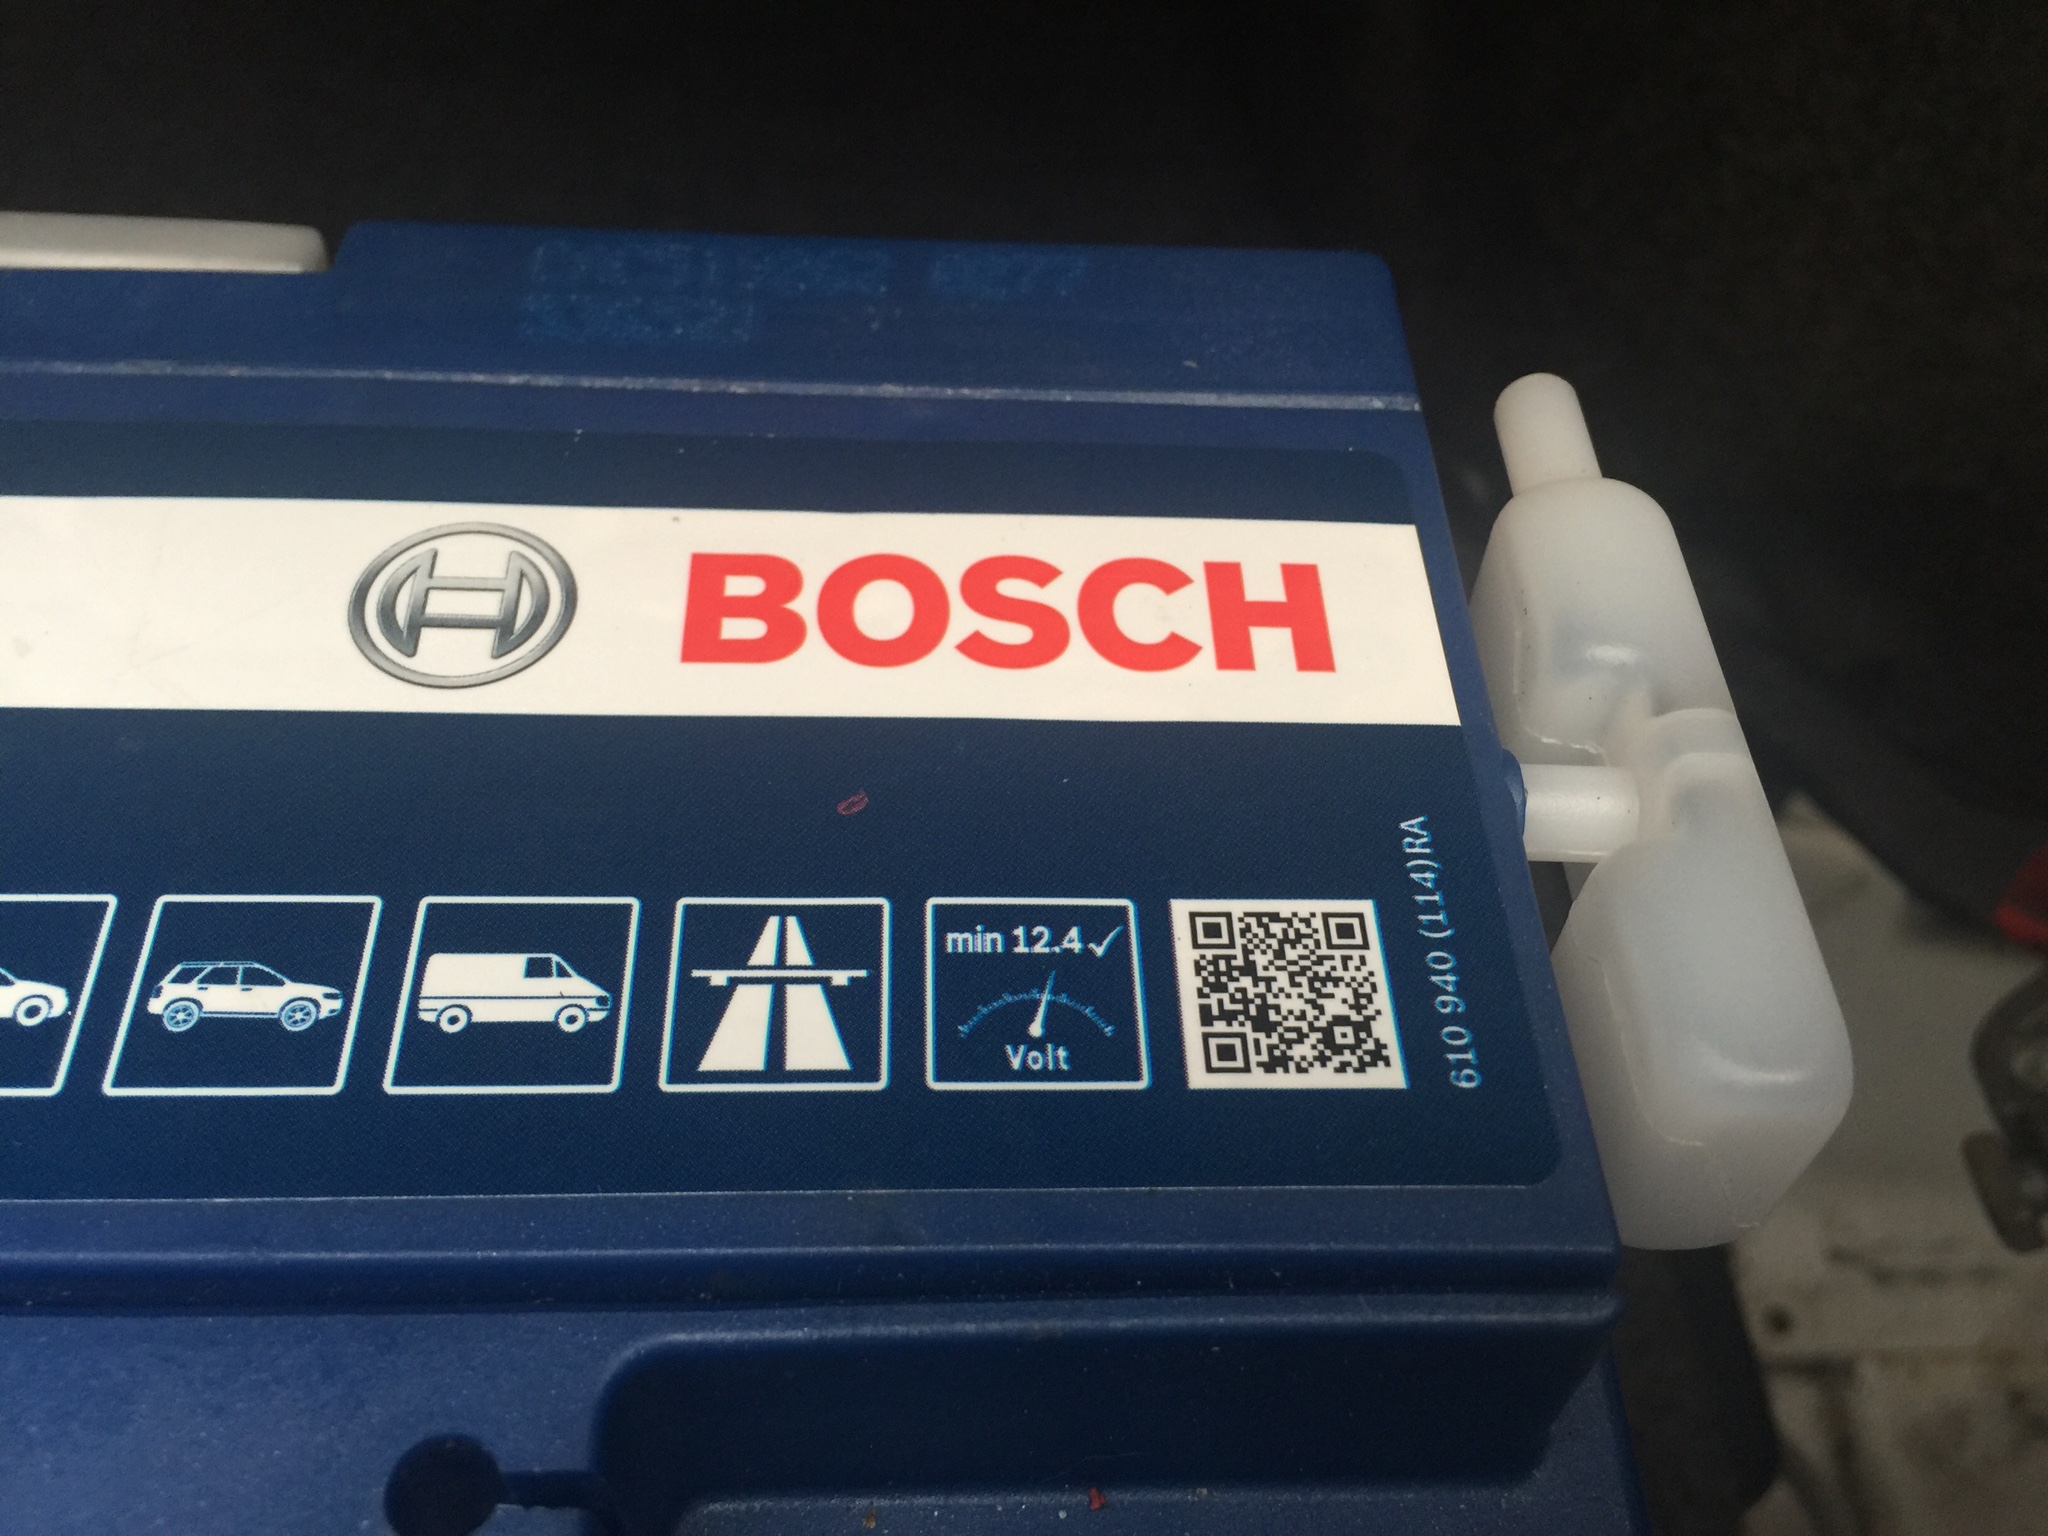 BOSCH
min 12.4 ✓
Volt
610 940 (114)RA